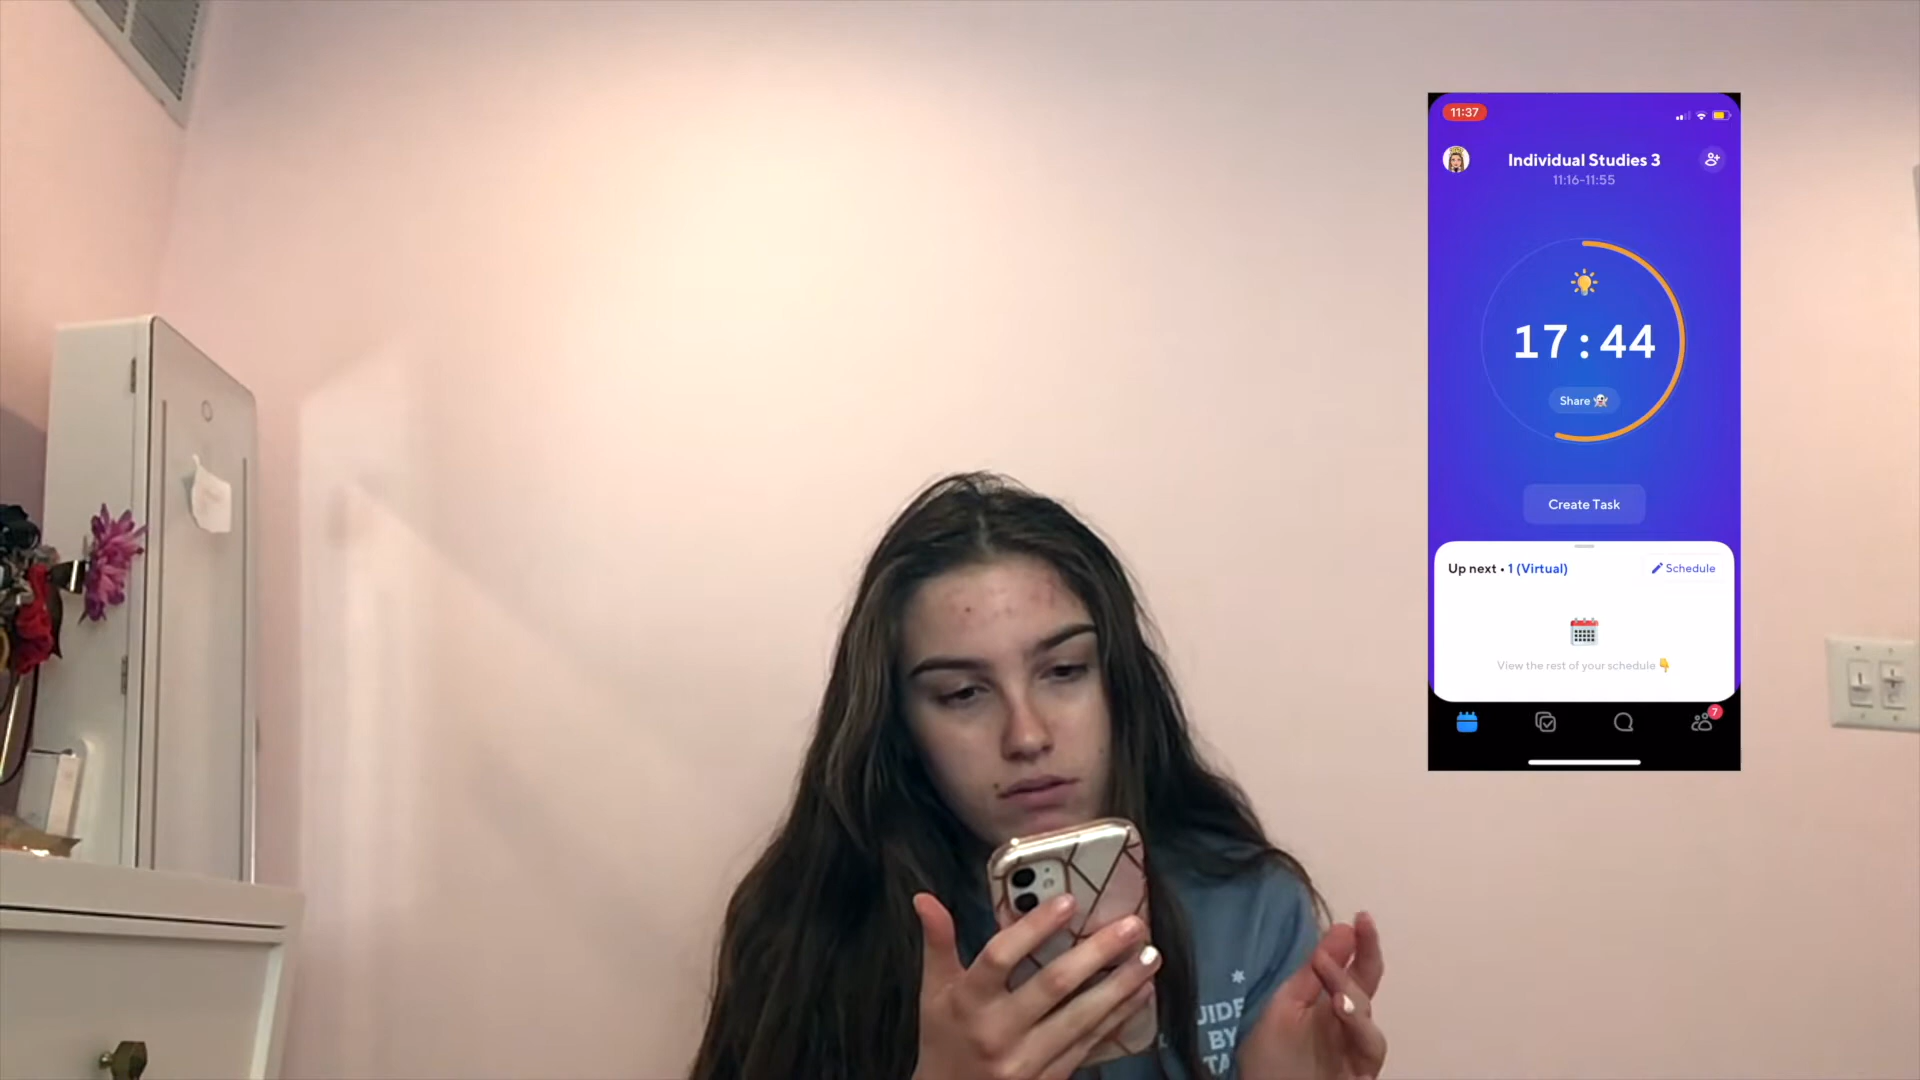 11:37
Individual Studies 3
11:16-11:55
17:44
Share 👻
Create Task
Up next • 1 (Virtual)
Schedule
View the rest of your schedule 👇
7
BY